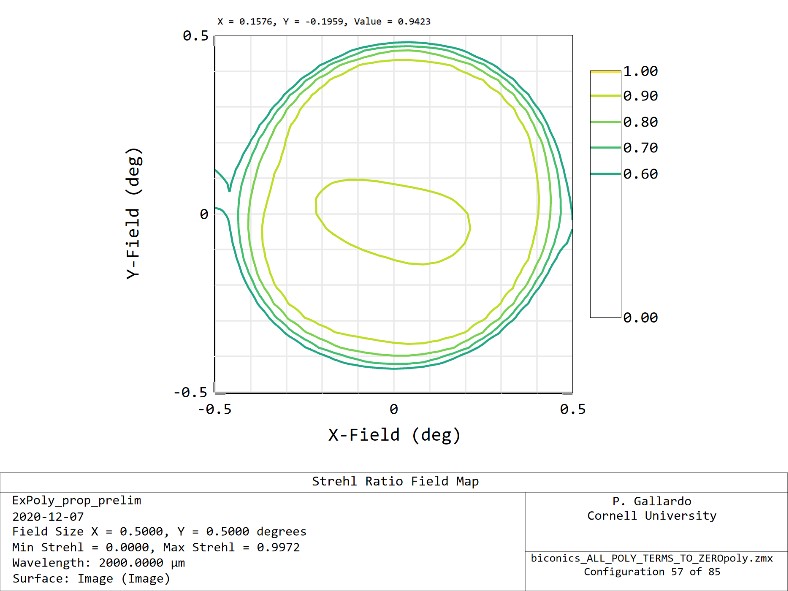 X = 0.1576, Y = -0.1959, Value = 0.9423
0.5
0
-0.5
Y-Field (deg)
-0.5
0
0.5
X-Field (deg)
1.00
0.90
0.80
0.70
0.60
0.00
Strehl Ratio Field Map
ExPoly_prop_prelim
2020-12-07
Field Size X = 0.5000, Y = 0.5000 degrees
Min Strehl = 0.0000, Max Strehl = 0.9972
Wavelength: 2000.0000 µm
Surface: Image (Image)
P. Gallardo
Cornell University
biconics_ALL_POLY_TERMS_TO_ZEROpoly.zmx
Configuration 57 of 85